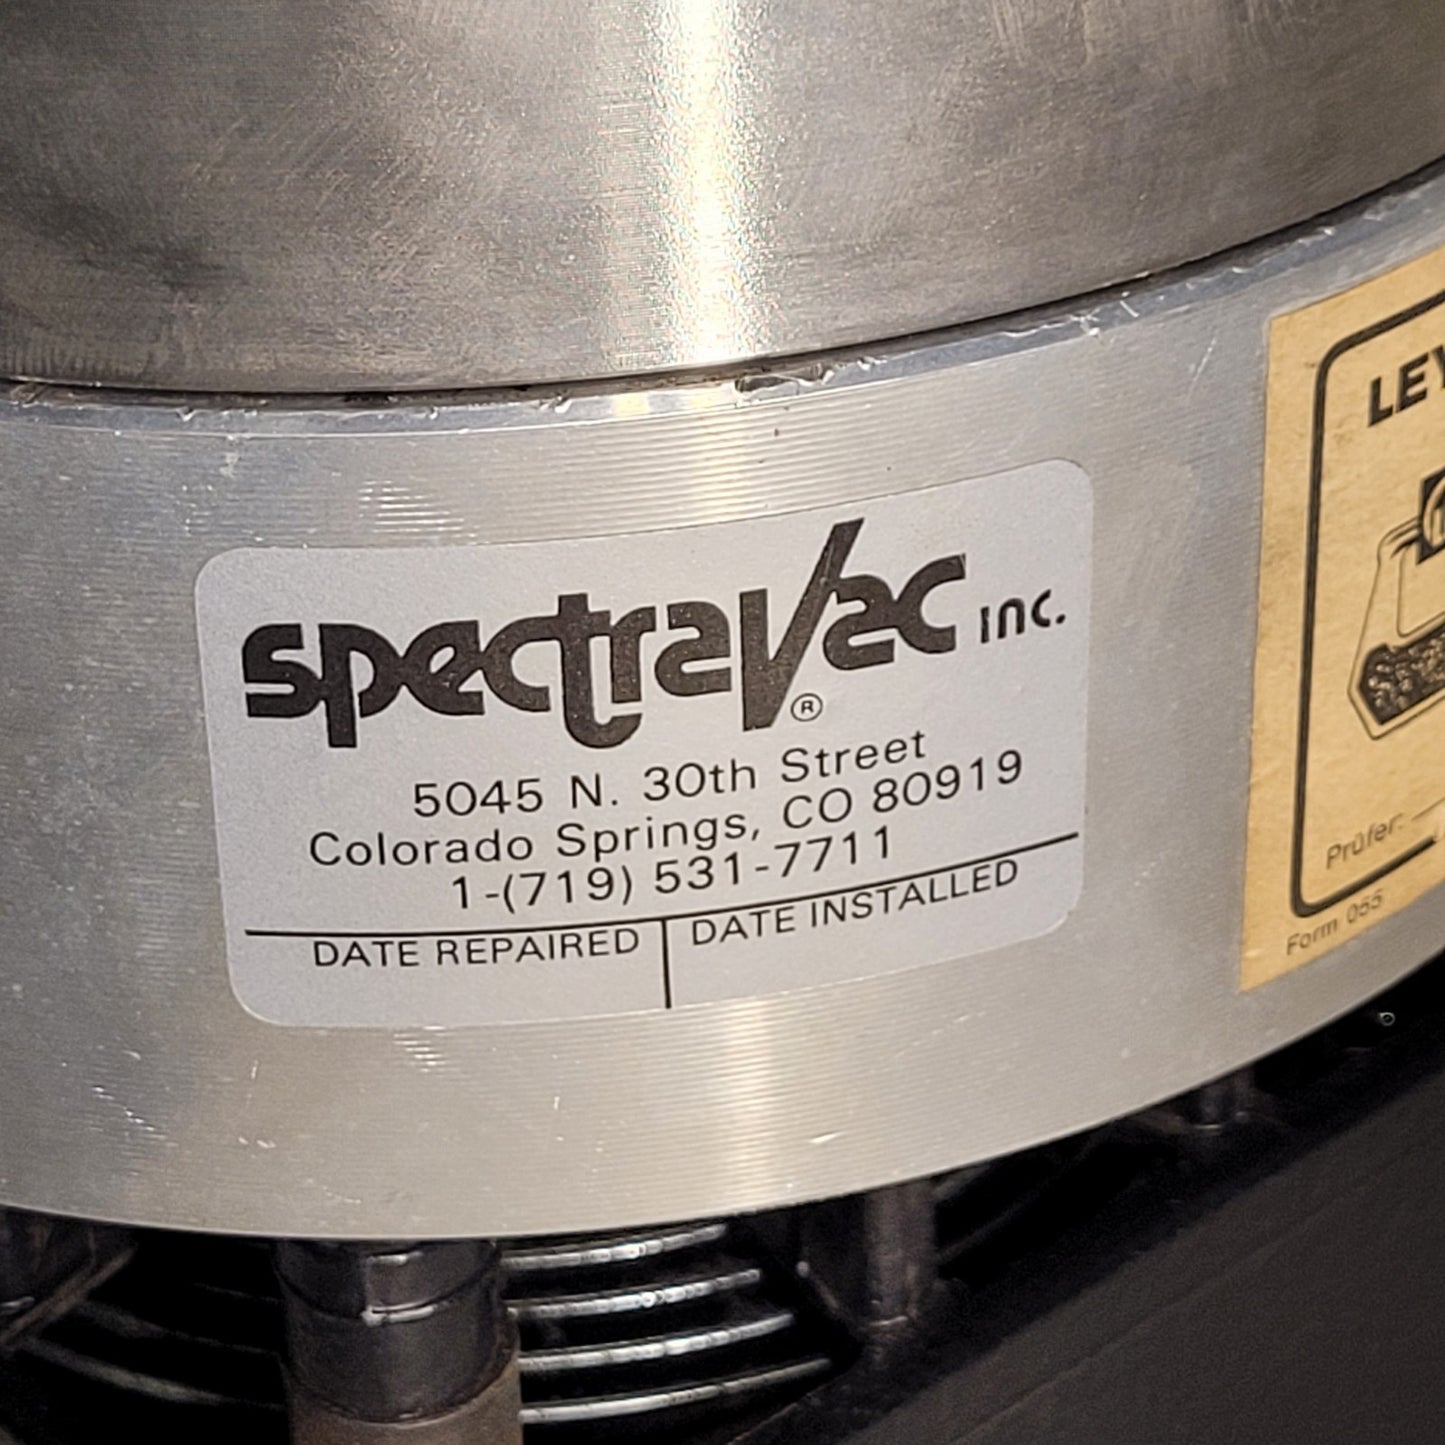 spectraVac inc.
®
5045 N. 30th Street
Colorado Springs, CO 80919
1-(719) 531-7711
DATE REPAIRED
DATE INSTALLED
LEY
Prüfer:
Form 055